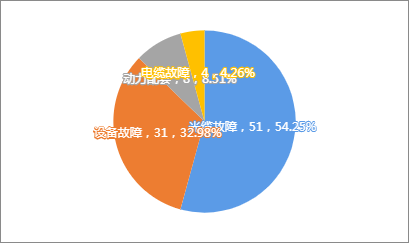 电缆故障，4，4.26%
动力配套，8，8.51%
光缆故障，51，54.25%
设备故障，31，32.98%